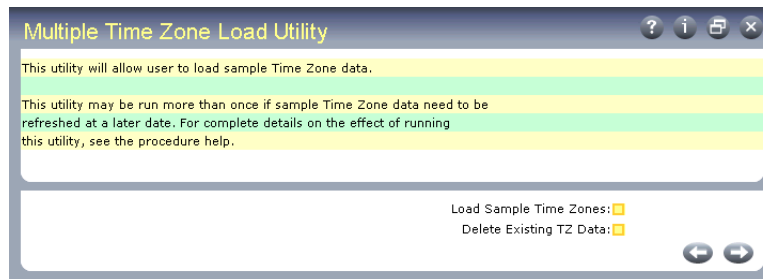 Multiple Time Zone Load Utility
This utility will allow user to load sample Time Zone data.
This utility may be run more than once if sample Time Zone data need to be
refreshed at a later date. For complete details on the effect of running
this utility, see the procedure help.
Load Sample Time Zones:
Delete Existing TZ Data: